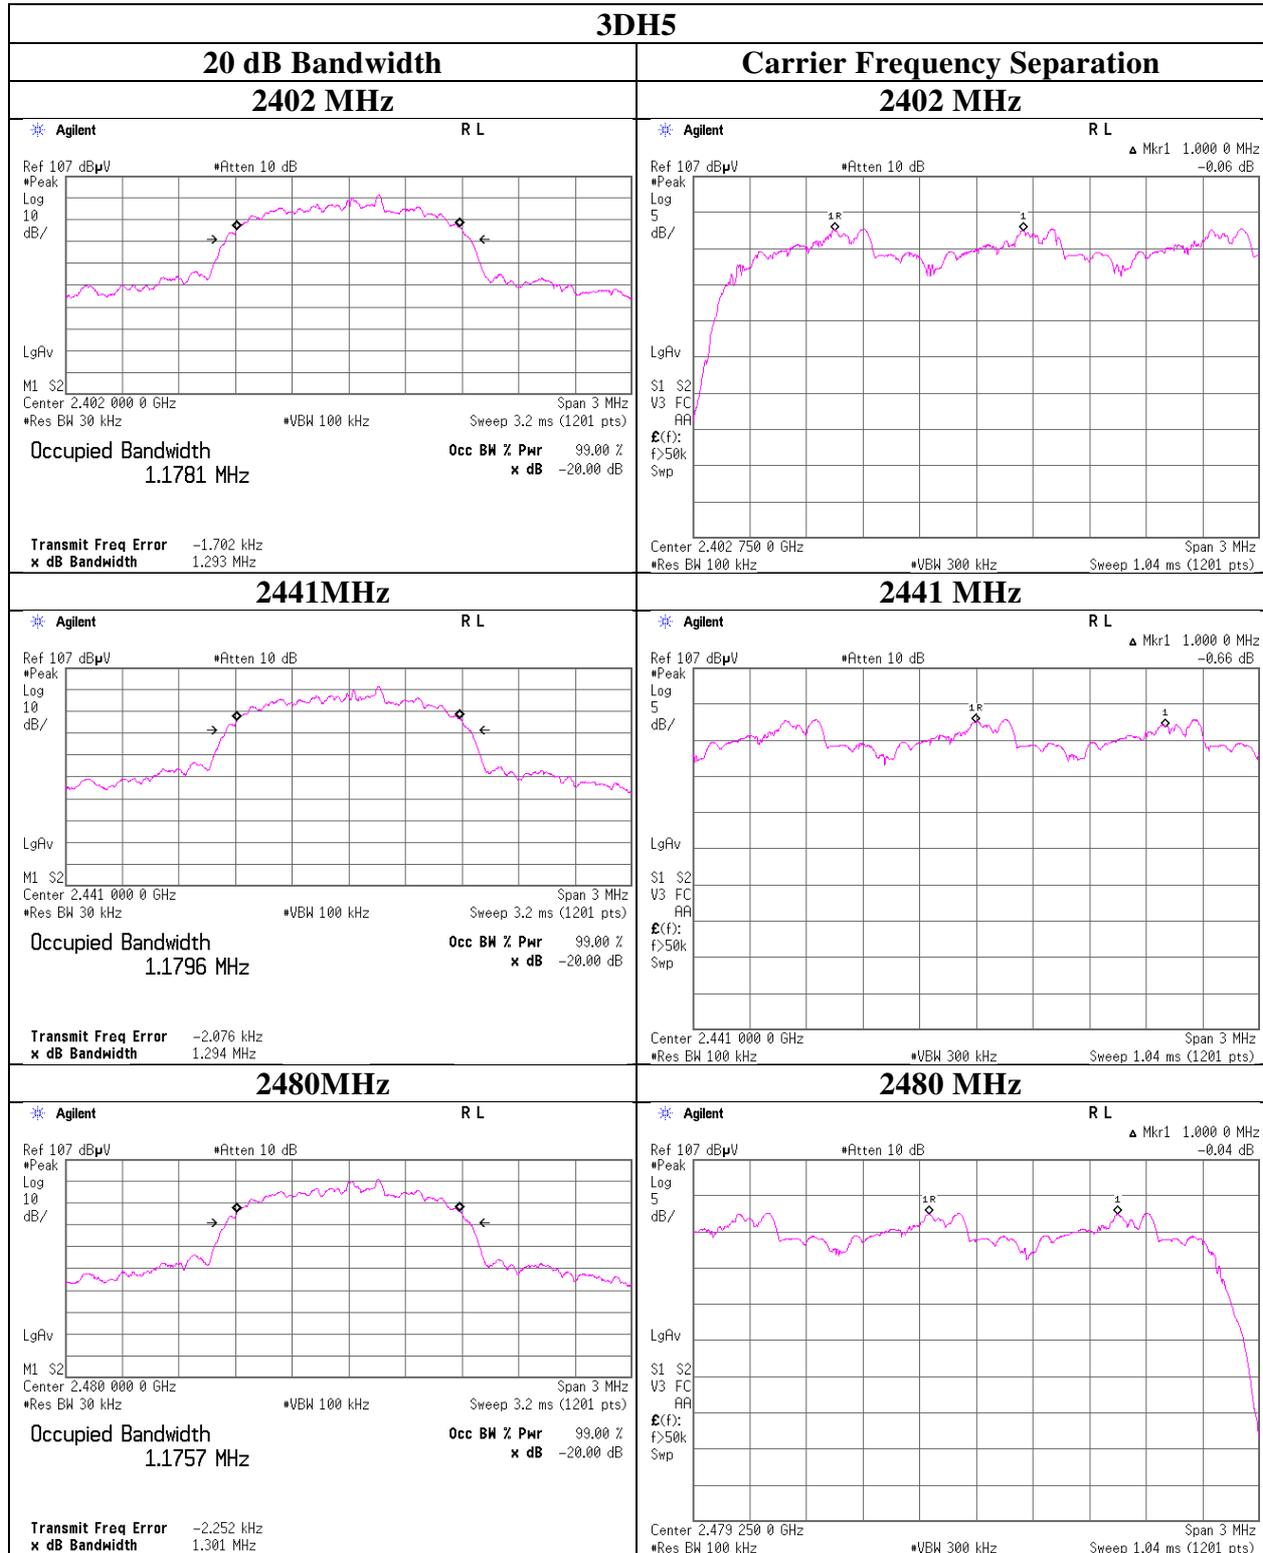 3DH5
20 dB Bandwidth
Carrier Frequency Separation
2402 MHz
2402 MHz
Agilent R L
Ref 107 dBµV #Atten 10 dB
#Peak
Log
10
dB/
LgAv
M1 S2
Center 2.402 000 0 GHz Span 3 MHz
#Res BW 30 kHz #VBW 100 kHz Sweep 3.2 ms (1201 pts)
Occupied Bandwidth Occ BW % Pwr 99.00 %
1.1781 MHz x dB -20.00 dB
Transmit Freq Error -1.702 kHz
x dB Bandwidth 1.293 MHz
Agilent R L
Δ Mkr1 1.000 0 MHz
Ref 107 dBµV #Atten 10 dB -0.06 dB
#Peak
Log
5
dB/
1R 1
LgAv
S1 S2
V3 FC
AA
£(f):
f>50k
Swp
Center 2.402 750 0 GHz Span 3 MHz
#Res BW 100 kHz #VBW 300 kHz Sweep 1.04 ms (1201 pts)
2441MHz
2441 MHz
Agilent R L
Ref 107 dBµV #Atten 10 dB
#Peak
Log
10
dB/
LgAv
M1 S2
Center 2.441 000 0 GHz Span 3 MHz
#Res BW 30 kHz #VBW 100 kHz Sweep 3.2 ms (1201 pts)
Occupied Bandwidth Occ BW % Pwr 99.00 %
1.1796 MHz x dB -20.00 dB
Transmit Freq Error -2.076 kHz
x dB Bandwidth 1.294 MHz
Agilent R L
Δ Mkr1 1.000 0 MHz
Ref 107 dBµV #Atten 10 dB -0.66 dB
#Peak
Log
5
dB/
1R 1
LgAv
S1 S2
V3 FC
AA
£(f):
f>50k
Swp
Center 2.441 000 0 GHz Span 3 MHz
#Res BW 100 kHz #VBW 300 kHz Sweep 1.04 ms (1201 pts)
2480MHz
2480 MHz
Agilent R L
Ref 107 dBµV #Atten 10 dB
#Peak
Log
10
dB/
LgAv
M1 S2
Center 2.480 000 0 GHz Span 3 MHz
#Res BW 30 kHz #VBW 100 kHz Sweep 3.2 ms (1201 pts)
Occupied Bandwidth Occ BW % Pwr 99.00 %
1.1757 MHz x dB -20.00 dB
Transmit Freq Error -2.252 kHz
x dB Bandwidth 1.301 MHz
Agilent R L
Δ Mkr1 1.000 0 MHz
Ref 107 dBµV #Atten 10 dB -0.04 dB
#Peak
Log
5
dB/
1R 1
LgAv
S1 S2
V3 FC
AA
£(f):
f>50k
Swp
Center 2.479 250 0 GHz Span 3 MHz
#Res BW 100 kHz #VBW 300 kHz Sweep 1.04 ms (1201 pts)